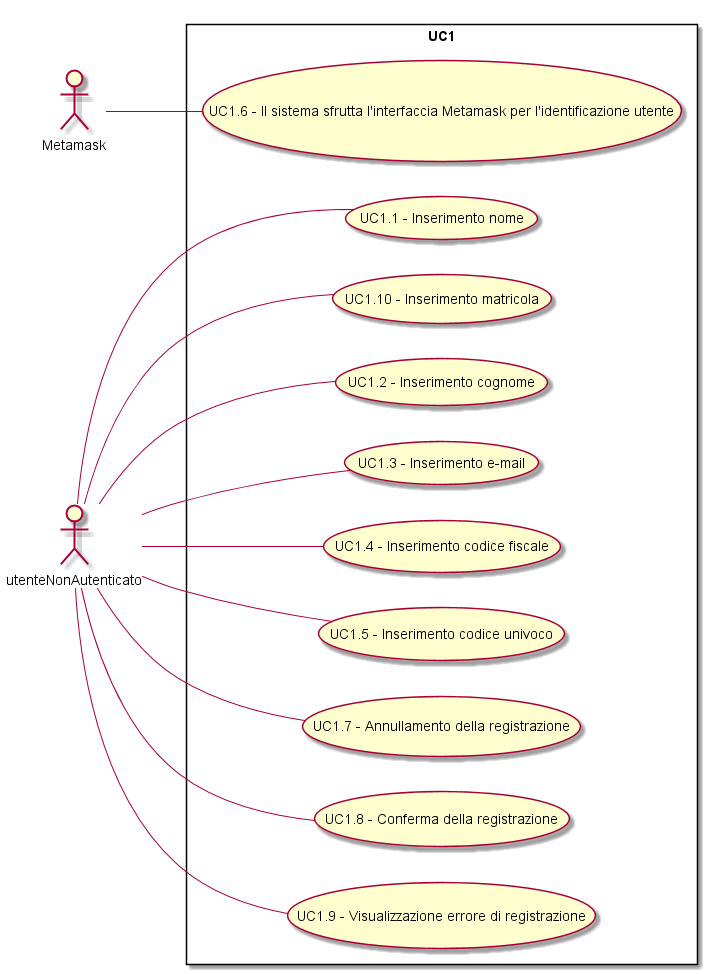 UC1
UC1.6 - Il sistema sfrutta l'interfaccia Metamask per l'identificazione utente
Metamask
UC1.1 - Inserimento nome
UC1.10 - Inserimento matricola
UC1.2 - Inserimento cognome
UC1.3 - Inserimento e-mail
UC1.4 - Inserimento codice fiscale
utenteNonAutenticato
UC1.5 - Inserimento codice univoco
UC1.7 - Annullamento della registrazione
UC1.8 - Conferma della registrazione
UC1.9 - Visualizzazione errore di registrazione